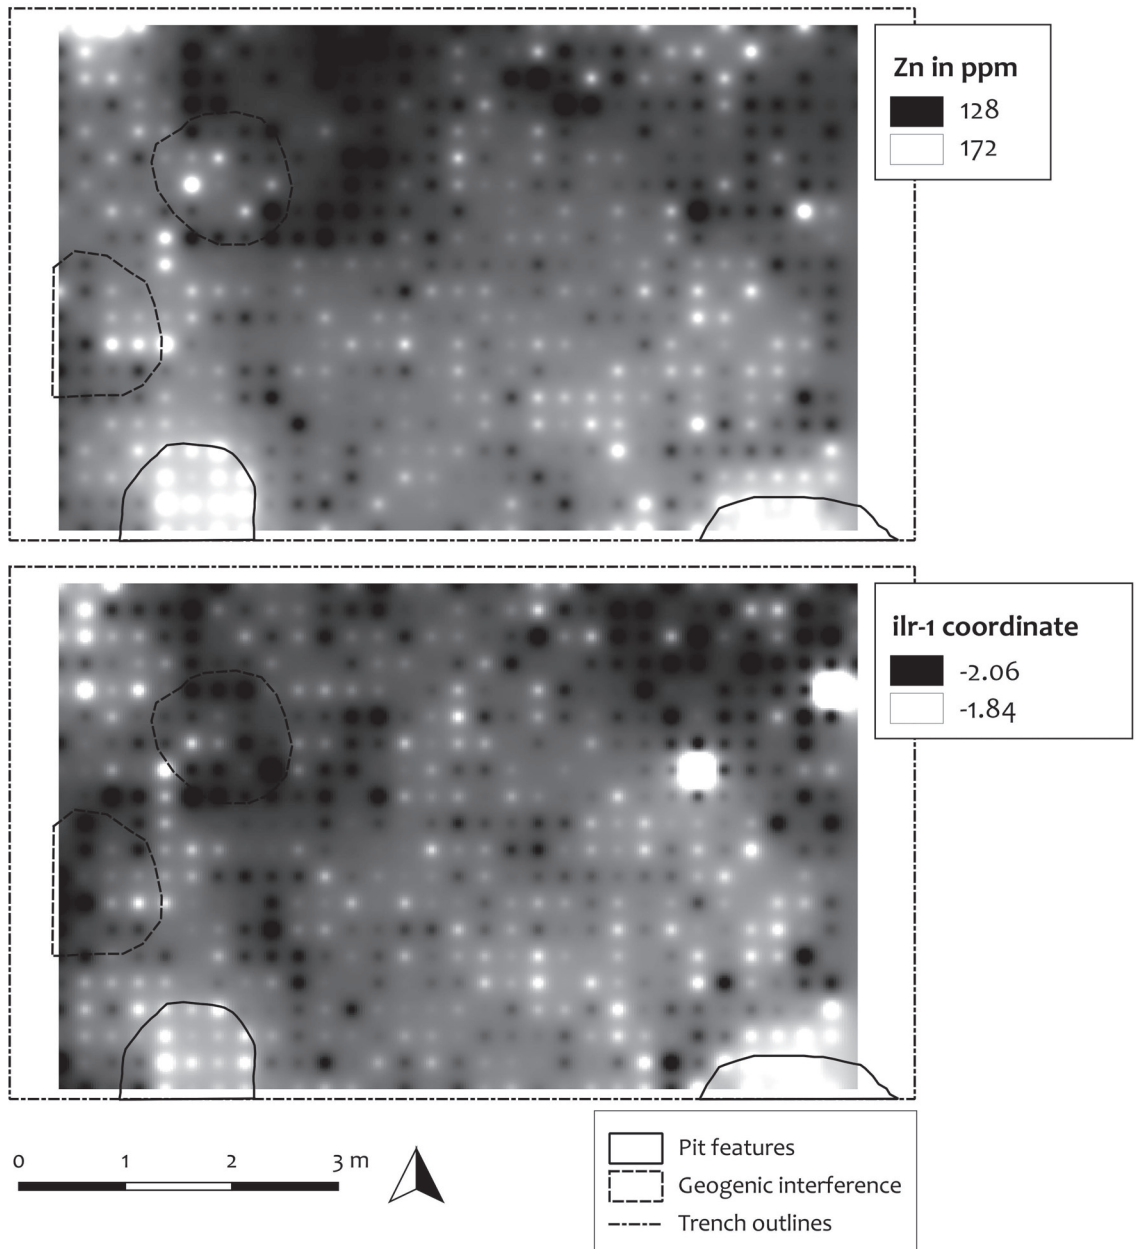 Zn in ppm
128
172
ilr-1 coordinate
-2.06
-1.84
0 1 2 3 m
Pit features
Geogenic interference
Trench outlines